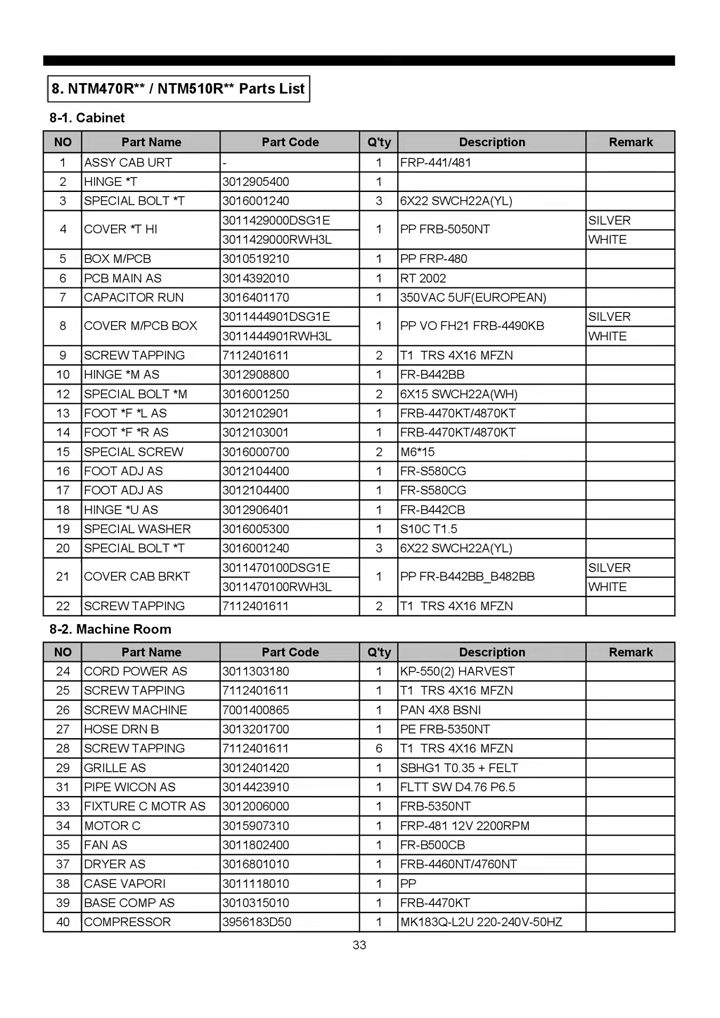 8. NTM470R** / NTM510R** Parts List
8-1. Cabinet
NO Part Name Part Code Q'ty Description Remark
1 ASSY CAB URT - 1 FRP-441/481
2 HINGE *T 3012905400 1
3 SPECIAL BOLT *T 3016001240 3 6X22 SWCH22A(YL)
4 COVER *T HI 3011429000DSG1E 1 PP FRB-5050NT SILVER
3011429000RWH3L WHITE
5 BOX M/PCB 3010519210 1 PP FRP-480
6 PCB MAIN AS 3014392010 1 RT 2002
7 CAPACITOR RUN 3016401170 1 350VAC 5UF(EUROPEAN)
8 COVER M/PCB BOX 3011444901DSG1E 1 PP VO FH21 FRB-4490KB SILVER
3011444901RWH3L WHITE
9 SCREW TAPPING 7112401611 2 T1 TRS 4X16 MFZN
10 HINGE *M AS 3012908800 1 FR-B442BB
12 SPECIAL BOLT *M 3016001250 2 6X15 SWCH22A(WH)
13 FOOT *F *L AS 3012102901 1 FRB-4470KT/4870KT
14 FOOT *F *R AS 3012103001 1 FRB-4470KT/4870KT
15 SPECIAL SCREW 3016000700 2 M6*15
16 FOOT ADJ AS 3012104400 1 FR-S580CG
17 FOOT ADJ AS 3012104400 1 FR-S580CG
18 HINGE *U AS 3012906401 1 FR-B442CB
19 SPECIAL WASHER 3016005300 1 S10C T1.5
20 SPECIAL BOLT *T 3016001240 3 6X22 SWCH22A(YL)
21 COVER CAB BRKT 3011470100DSG1E 1 PP FR-B442BB_B482BB SILVER
3011470100RWH3L WHITE
22 SCREW TAPPING 7112401611 2 T1 TRS 4X16 MFZN
8-2. Machine Room
NO Part Name Part Code Q'ty Description Remark
24 CORD POWER AS 3011303180 1 KP-550(2) HARVEST
25 SCREW TAPPING 7112401611 1 T1 TRS 4X16 MFZN
26 SCREW MACHINE 7001400865 1 PAN 4X8 BSNI
27 HOSE DRN B 3013201700 1 PE FRB-5350NT
28 SCREW TAPPING 7112401611 6 T1 TRS 4X16 MFZN
29 GRILLE AS 3012401420 1 SBHG1 T0.35 + FELT
31 PIPE WICON AS 3014423910 1 FLTT SW D4.76 P6.5
33 FIXTURE C MOTR AS 3012006000 1 FRB-5350NT
34 MOTOR C 3015907310 1 FRP-481 12V 2200RPM
35 FAN AS 3011802400 1 FR-B500CB
37 DRYER AS 3016801010 1 FRB-4460NT/4760NT
38 CASE VAPORI 3011118010 1 PP
39 BASE COMP AS 3010315010 1 FRB-4470KT
40 COMPRESSOR 3956183D50 1 MK183Q-L2U 220-240V-50HZ
33